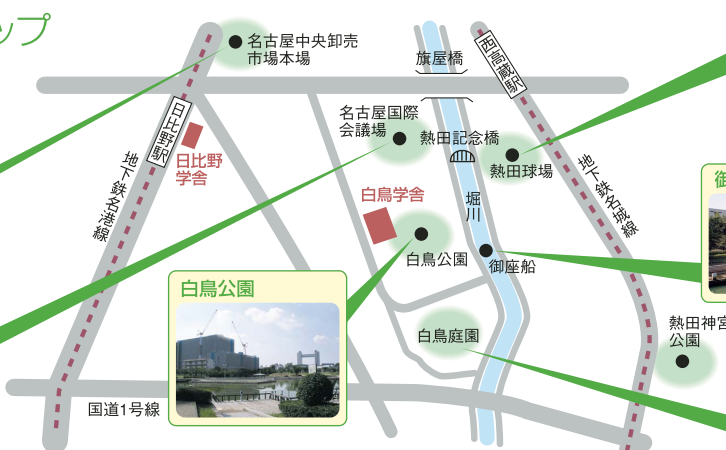 ップ
名古屋中央卸売
市場本場
旗屋橋
西高蔵駅
日比野駅
名古屋国際
会議場
熱田記念橋
日比野
学舎
熱田球場
地下鉄名港線
地下鉄名城線
白鳥学舎
堀川
御
白鳥公園
御座船
白鳥公園
熱田神宮
公園
白鳥庭園
国道1号線